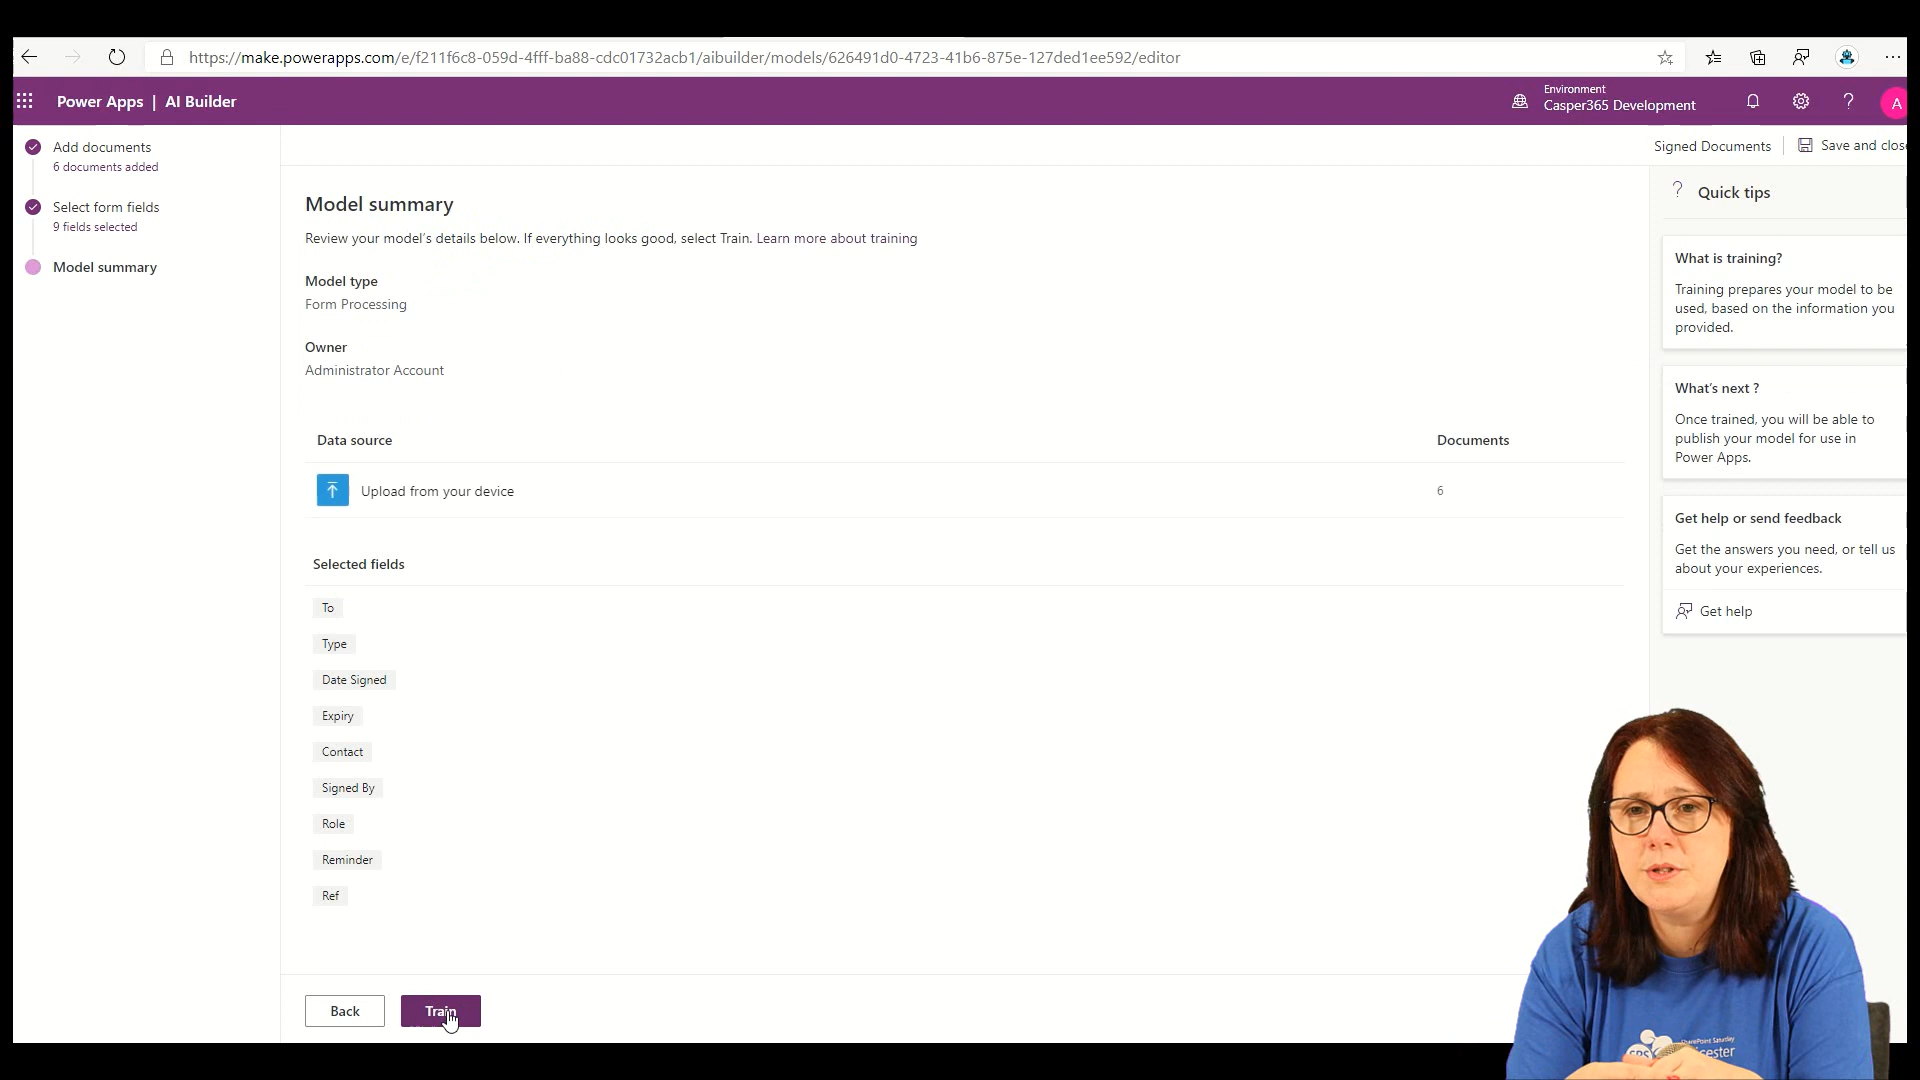 https://make.powerapps.com/e/f211f6c8-059d-4fff-ba88-cdc01732acb1/aibuilder/models/626491d0-4723-41b6-875e-127ded1ee592/editor
Power Apps | AI Builder
Environment
Casper365 Development
A
Add documents
6 documents added
Select form fields
9 fields selected
Model summary
Signed Documents
Save and close
Model summary
Review your model's details below. If everything looks good, select Train. Learn more about training
Model type
Form Processing
Owner
Administrator Account
Data source
Documents
Upload from your device
6
Selected fields
To
Type
Date Signed
Expiry
Contact
Signed By
Role
Reminder
Ref
Back
Train
? Quick tips
What is training?
Training prepares your model to be
used, based on the information you
provided.
What's next ?
Once trained, you will be able to
publish your model for use in
Power Apps.
Get help or send feedback
Get the answers you need, or tell us
about your experiences.
Get help
SharePoint Saturday